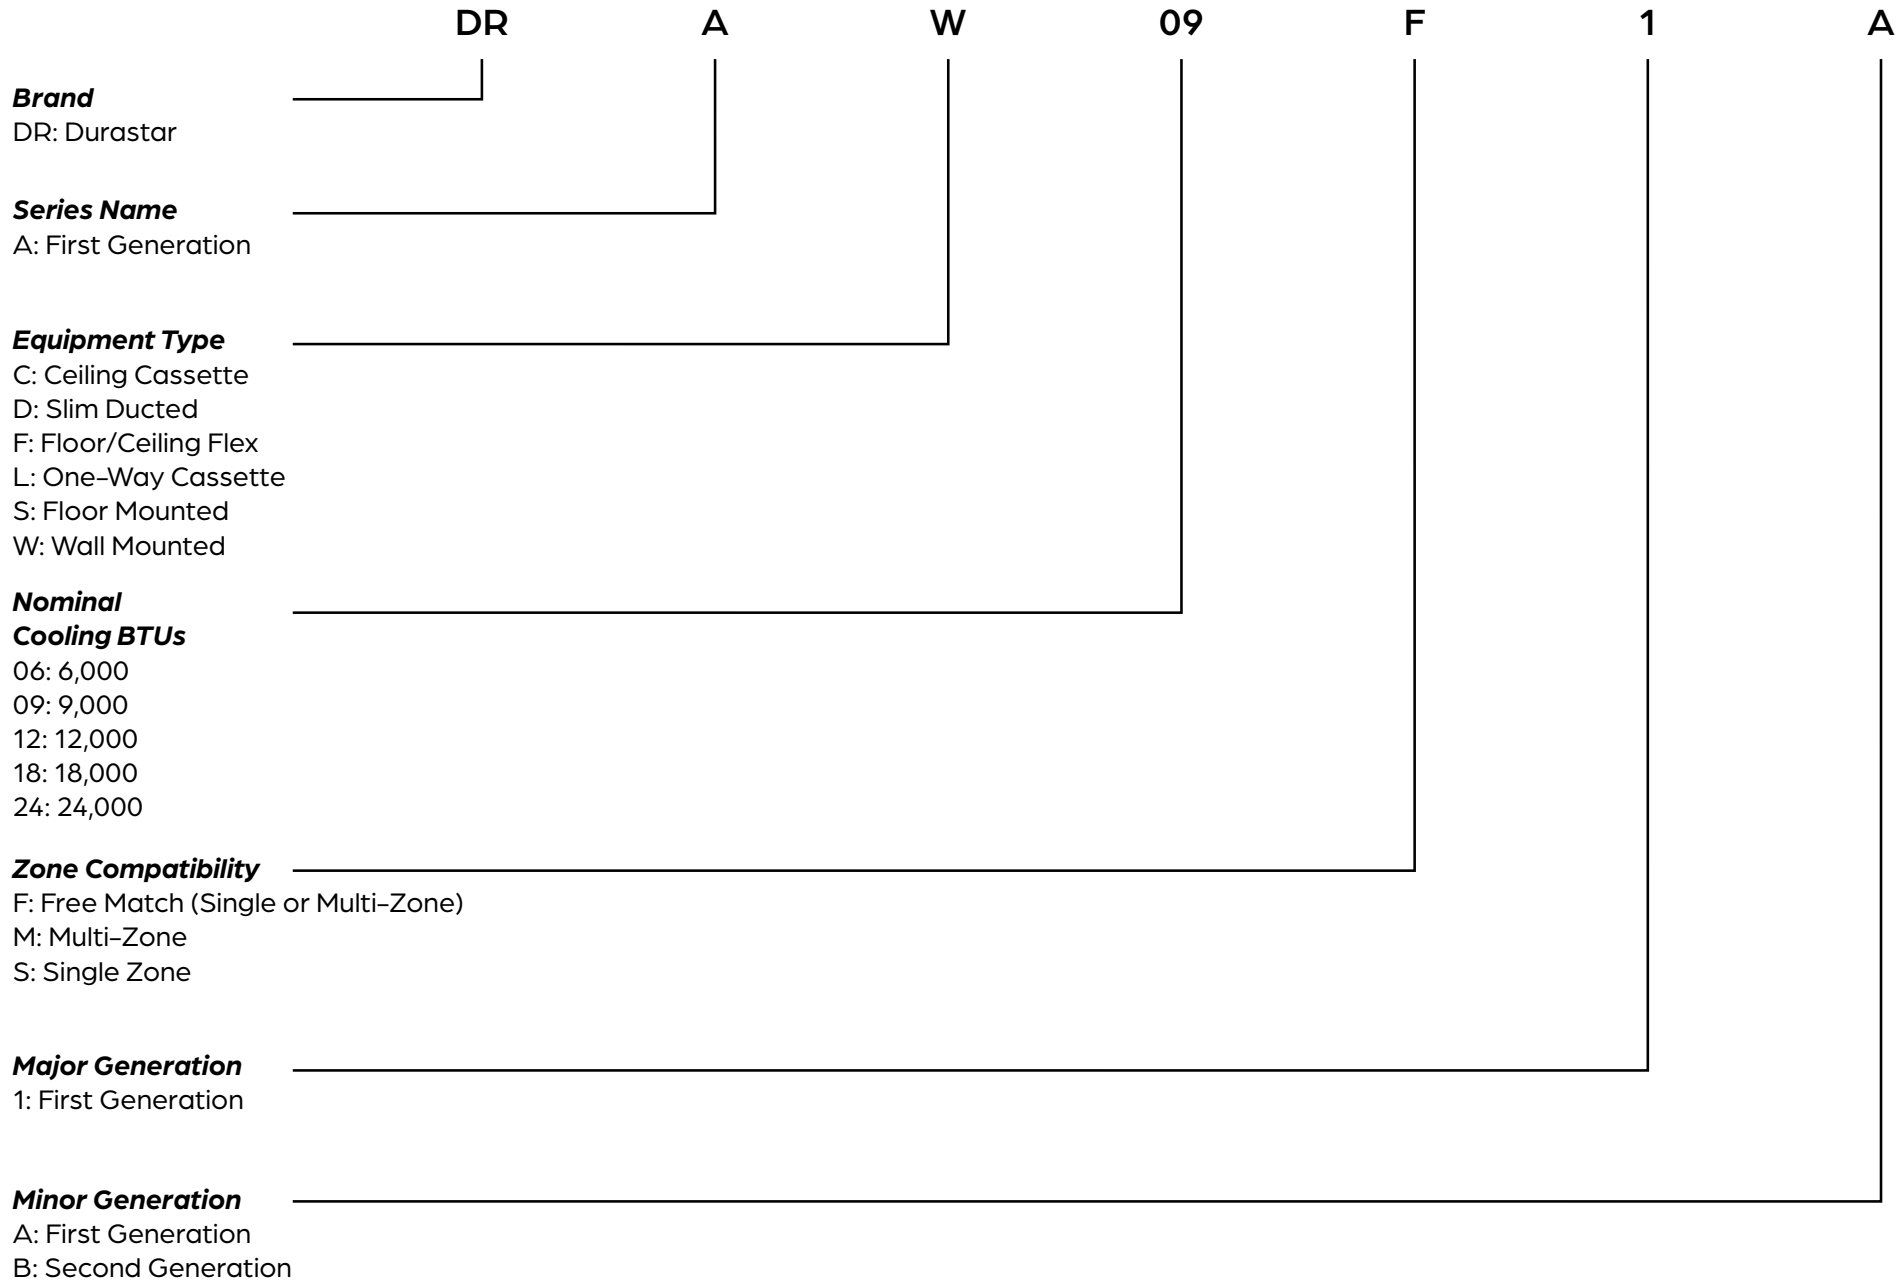 DR A W 09 F 1 A
Brand
DR: Durastar
Series Name
A: First Generation
Equipment Type
C: Ceiling Cassette
D: Slim Ducted
F: Floor/Ceiling Flex
L: One-Way Cassette
S: Floor Mounted
W: Wall Mounted
Nominal
Cooling BTUs
06: 6,000
09: 9,000
12: 12,000
18: 18,000
24: 24,000
Zone Compatibility
F: Free Match (Single or Multi-Zone)
M: Multi-Zone
S: Single Zone
Major Generation
1: First Generation
Minor Generation
A: First Generation
B: Second Generation